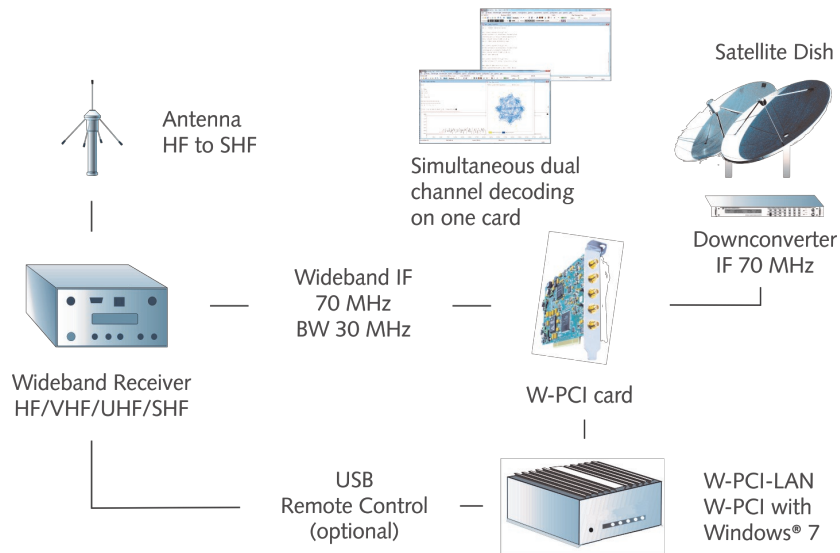 Satellite Dish
Antenna
HF to SHF
Simultaneous dual
channel decoding
on one card
Downconverter
IF 70 MHz
Wideband IF
70 MHz
BW 30 MHz
Wideband Receiver
HF/VHF/UHF/SHF
W-PCI card
USB
Remote Control
(optional)
W-PCI-LAN
W-PCI with
Windows® 7